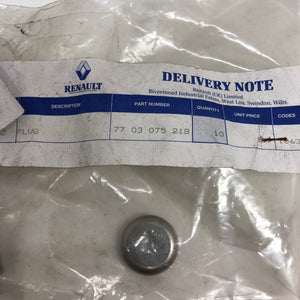 RENAULT
DELIVERY NOTE
Renault (UK) Limited
Rivermead Industrial Estate, West Lea, Swindon, Wilts.
DESCRIPTION PART NUMBER QUANTITY UNIT PRICE CODES
PLUG 77 03 075 218 10